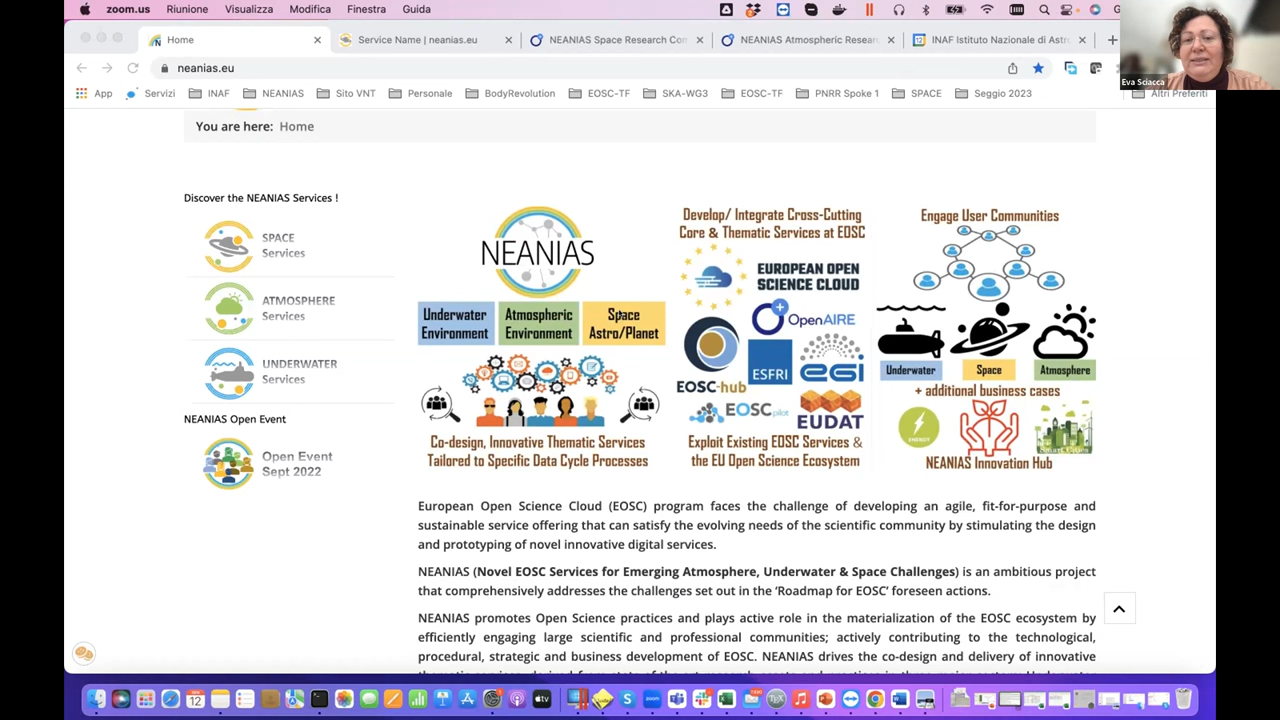 zoom.us Riunione Visualizza Modifica Finestra Guida
Home
Service Name | neanias.eu
NEANIAS Space Research Com
NEANIAS Atmospheric Resear
INAF Istituto Nazionale di Astro
neanias.eu
App Servizi INAF NEANIAS Sito VNT Personale BodyRevolution EOSC-TF SKA-WG3 EOSC-TF PNRR Spoke 1 SPACE Seggio 2023 Altri Preferiti
Eva Sciacca
You are here: Home
Discover the NEANIAS Services !
SPACE
Services
ATMOSPHERE
Services
UNDERWATER
Services
NEANIAS Open Event
Open Event
Sept 2022
NEANIAS
Underwater
Environment
Atmospheric
Environment
Space
Astro/Planet
Co-design, Innovative Thematic Services
Tailored to Specific Data Cycle Processes
Develop/ Integrate Cross-Cutting
Core & Thematic Services at EOSC
EUROPEAN OPEN
SCIENCE CLOUD
OpenAIRE
EOSC-hub
ESFRI
egi
EOSCpilot
EUDAT
Exploit Existing EOSC Services &
the EU Open Science Ecosystem
Engage User Communities
Underwater
Space
Atmosphere
+ additional business cases
ENERGY
SmartCities
NEANIAS Innovation Hub
European Open Science Cloud (EOSC) program faces the challenge of developing an agile, fit-for-purpose and
sustainable service offering that can satisfy the evolving needs of the scientific community by stimulating the design
and prototyping of novel innovative digital services.
NEANIAS (Novel EOSC Services for Emerging Atmosphere, Underwater & Space Challenges) is an ambitious project
that comprehensively addresses the challenges set out in the 'Roadmap for EOSC' foreseen actions.
NEANIAS promotes Open Science practices and plays active role in the materialization of the EOSC ecosystem by
efficiently engaging large scientific and professional communities; actively contributing to the technological,
procedural, strategic and business development of EOSC. NEANIAS drives the co-design and delivery of innovative